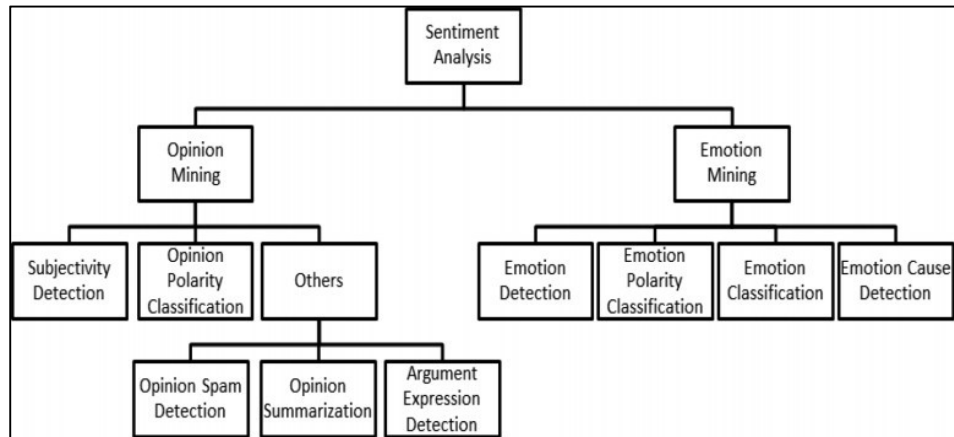 Sentiment
Analysis
Opinion
Mining
Emotion
Mining
Subjectivity
Detection
Opinion
Polarity
Classification
Others
Emotion
Detection
Emotion
Polarity
Classification
Emotion
Classification
Emotion Cause
Detection
Opinion Spam
Detection
Opinion
Summarization
Argument
Expression
Detection